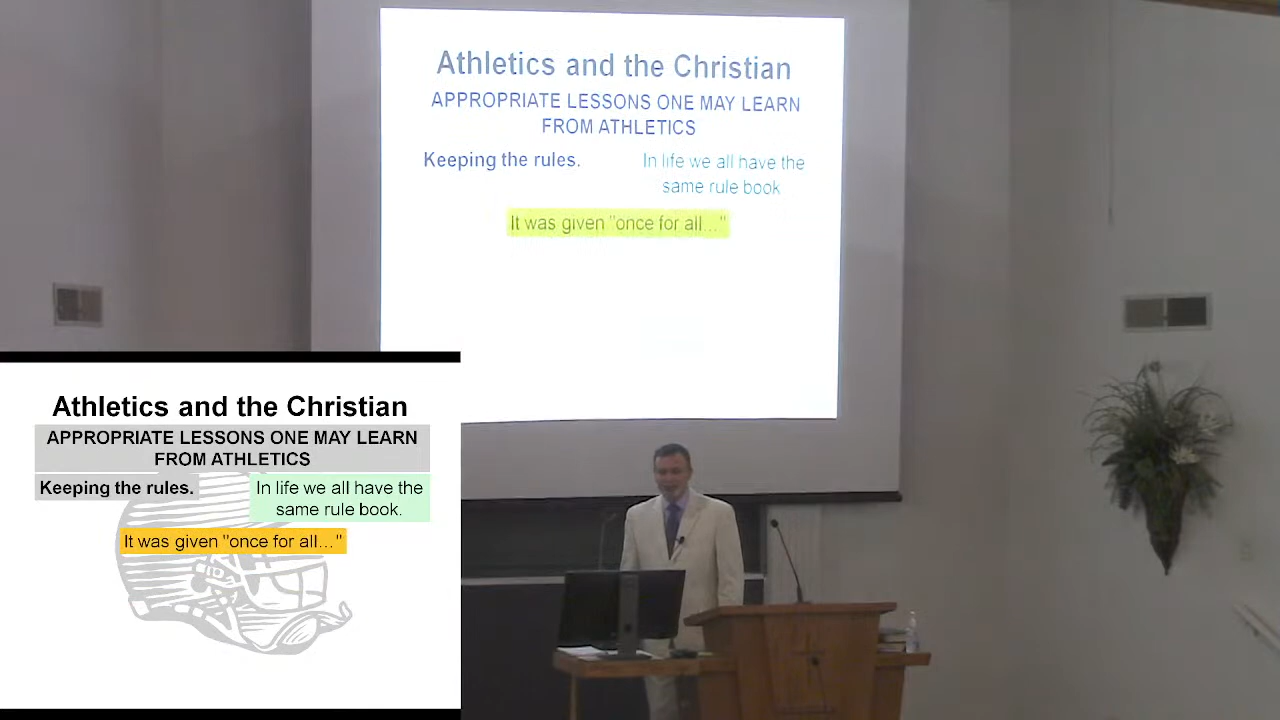 Athletics and the Christian
APPROPRIATE LESSONS ONE MAY LEARN
FROM ATHLETICS
Keeping the rules.
In life we all have the
same rule book
It was given "once for all..."
Athletics and the Christian
APPROPRIATE LESSONS ONE MAY LEARN
FROM ATHLETICS
Keeping the rules.
In life we all have the
same rule book.
It was given "once for all..."